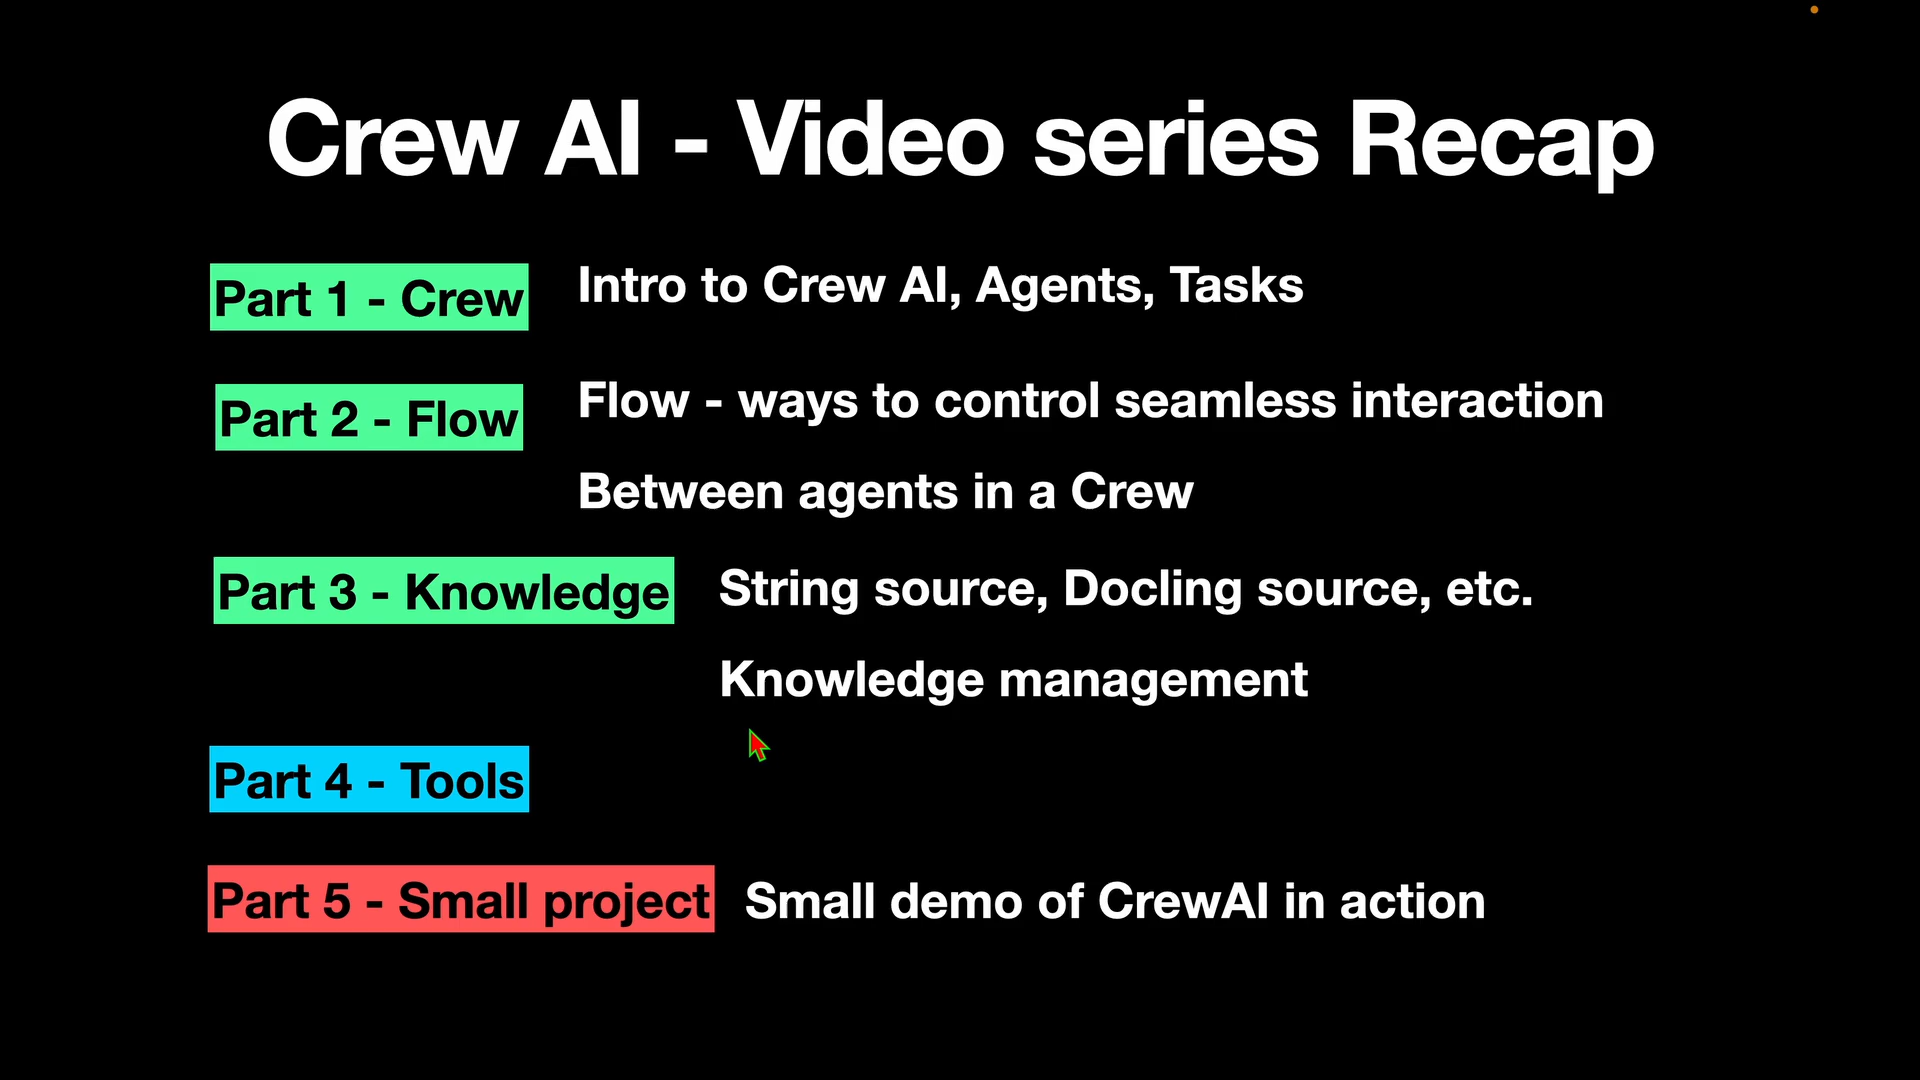 Crew AI - Video series Recap
Part 1 - Crew
Intro to Crew AI, Agents, Tasks
Part 2 - Flow
Flow - ways to control seamless interaction
Between agents in a Crew
Part 3 - Knowledge
String source, Docling source, etc.
Knowledge management
Part 4 - Tools
Part 5 - Small project
Small demo of CrewAI in action